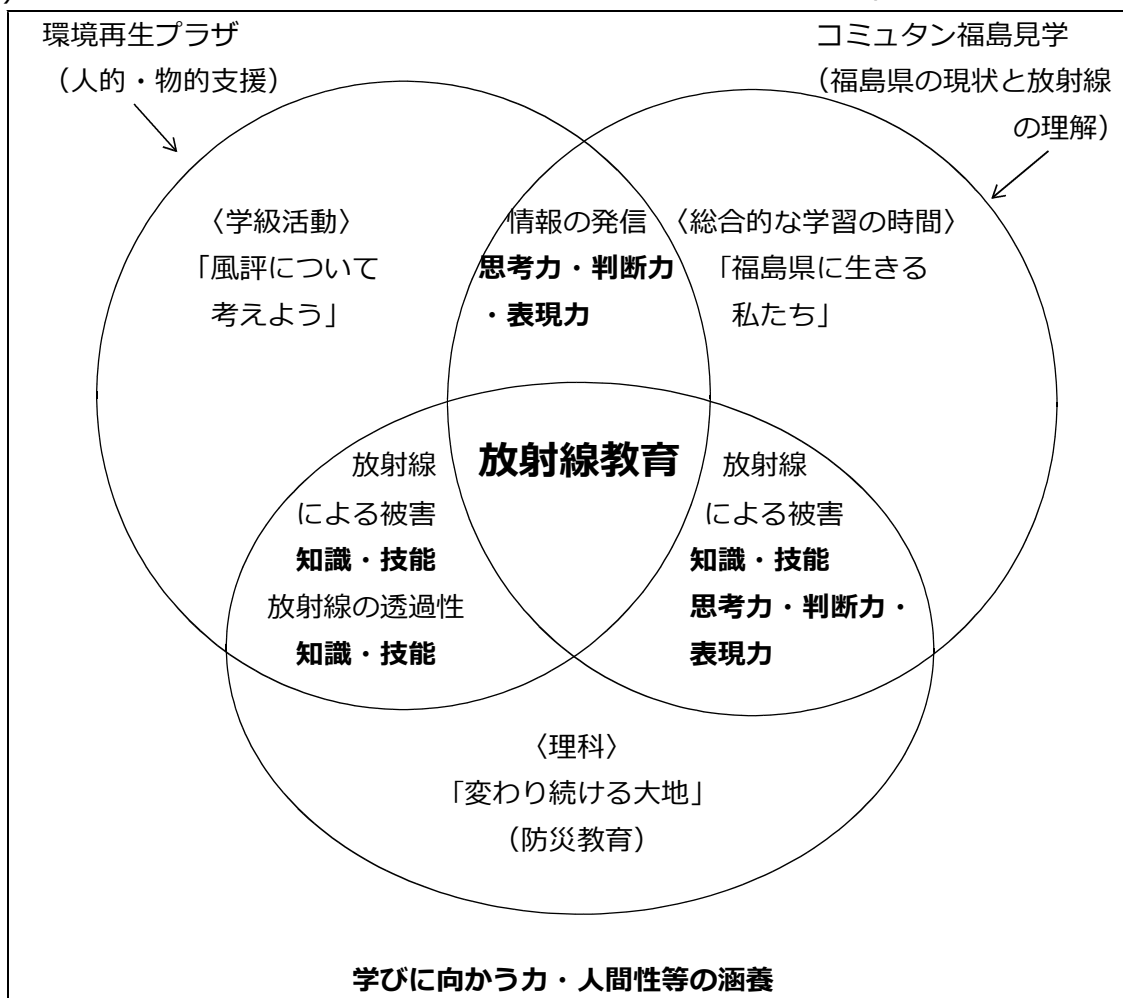 )
環境再生プラザ
（人的・物的支援）
コミュタン福島見学
（福島県の現状と放射線
の理解）
〈学級活動〉
「風評について
考えよう」
情報の発信
思考力・判断力
・表現力
〈総合的な学習の時間〉
「福島県に生きる
私たち」
放射線教育
放射線
による被害
知識・技能
放射線の透過性
知識・技能
放射線
による被害
知識・技能
思考力・判断力・
表現力
〈理科〉
「変わり続ける大地」
（防災教育）
学びに向かう力・人間性等の涵養